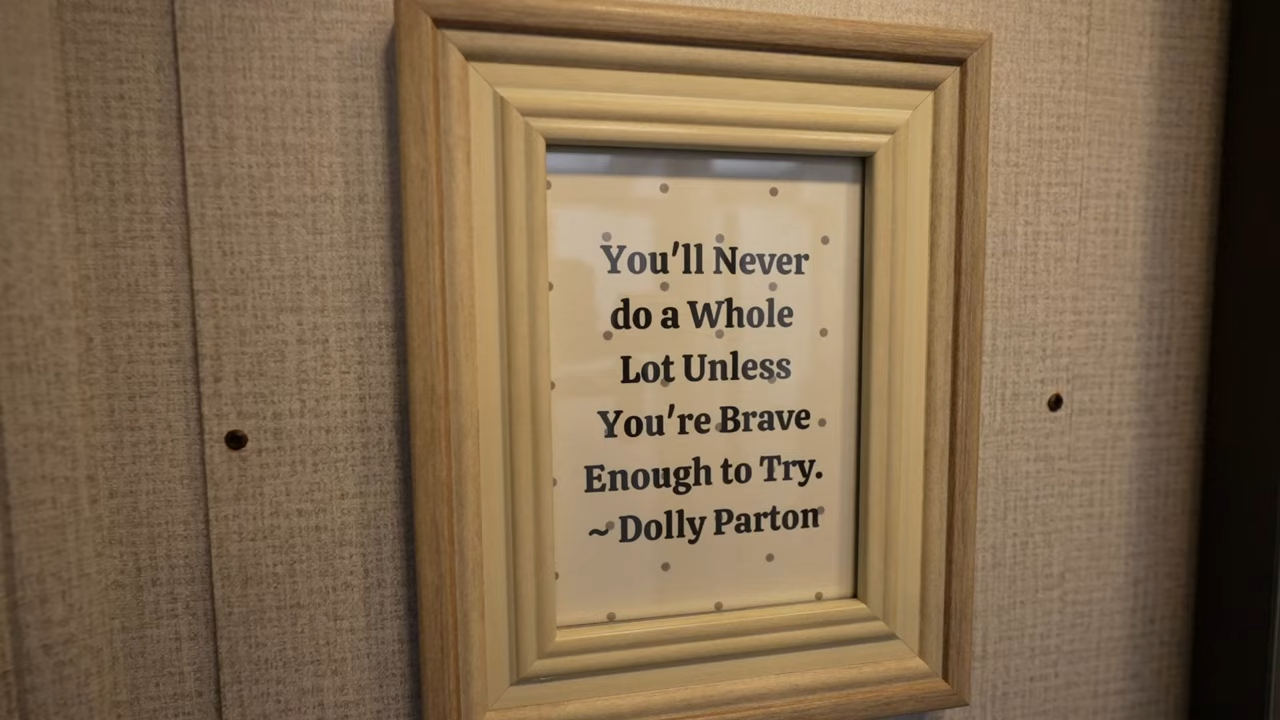 You'll Never
do a Whole
Lot Unless
You're Brave
Enough to Try.
~Dolly Parton